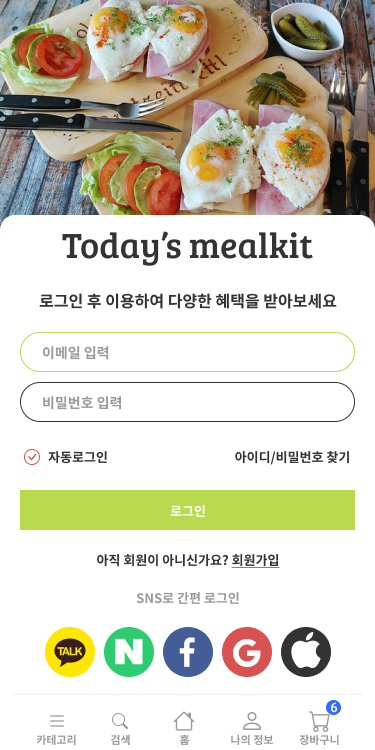 Today's mealkit
로그인 후 이용하여 다양한 혜택을 받아보세요
이메일 입력
비밀번호 입력
자동로그인 아이디/비밀번호 찾기
로그인
아직 회원이 아니신가요? 회원가입
SNS로 간편 로그인
TALK N f G
6
카테고리 검색 홈 나의 정보 장바구니